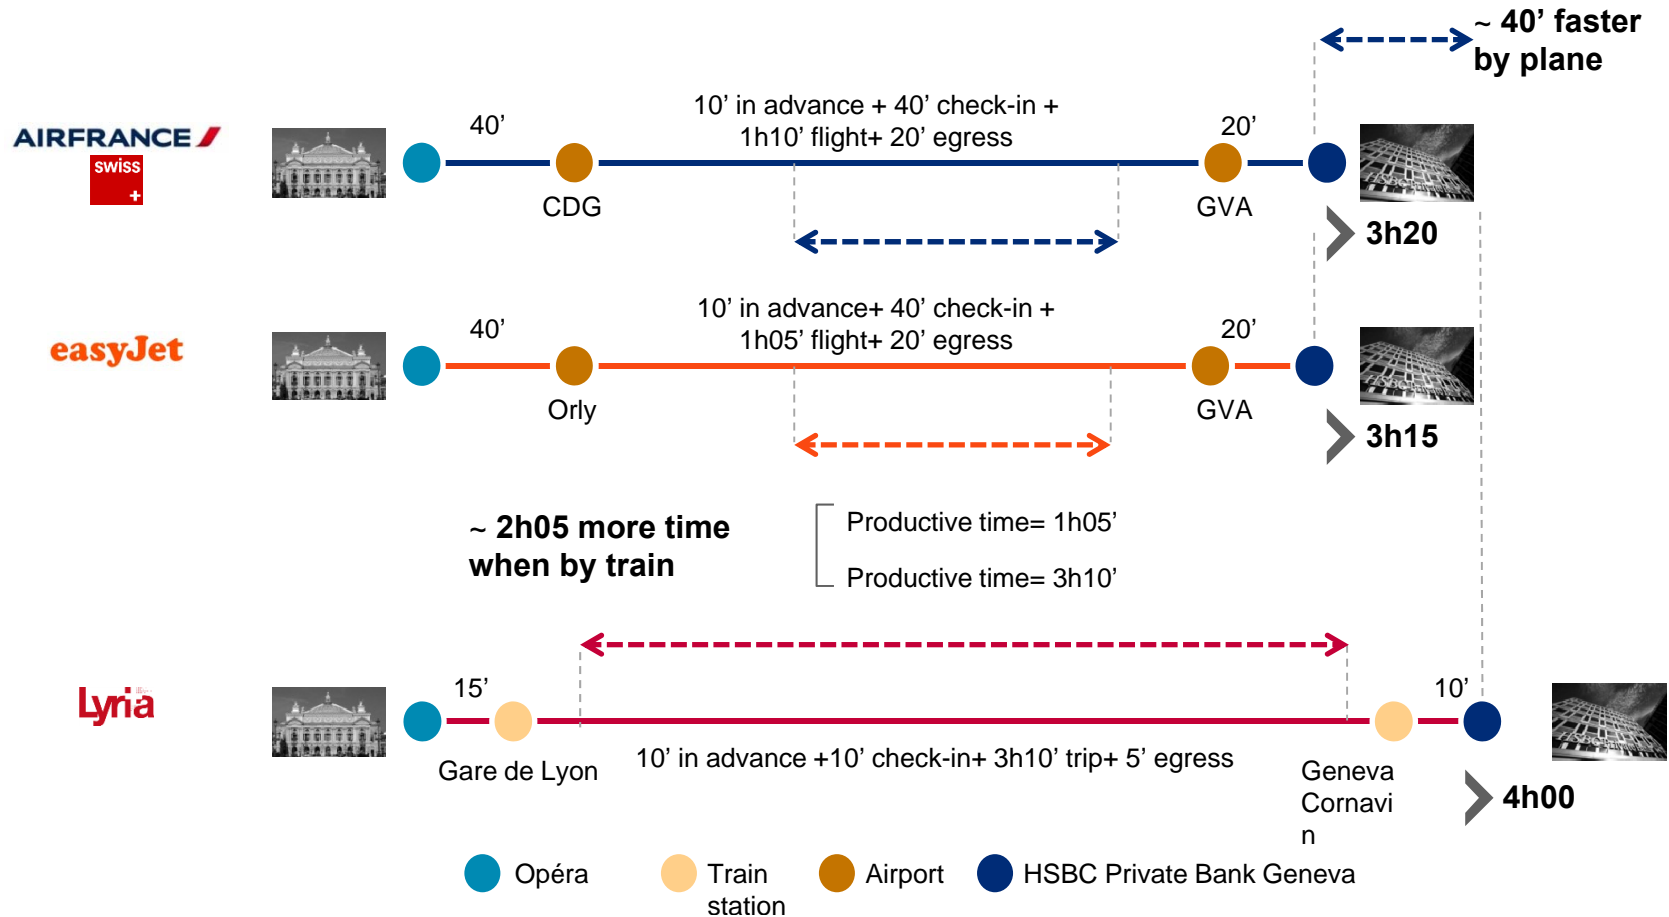 ~ 40’ faster
by plane
AIRFRANCE
swiss
40’
10’ in advance + 40’ check-in +
1h10’ flight+ 20’ egress
20’
CDG
GVA
3h20
easyJet
40’
10’ in advance+ 40’ check-in +
1h05’ flight+ 20’ egress
20’
Orly
GVA
3h15
~ 2h05 more time
when by train
Productive time= 1h05’
Productive time= 3h10’
Lyria
15’
10’
Gare de Lyon
10’ in advance +10’ check-in+ 3h10’ trip+ 5’ egress
Geneva
Cornavi
n
4h00
Opéra
Train
station
Airport
HSBC Private Bank Geneva